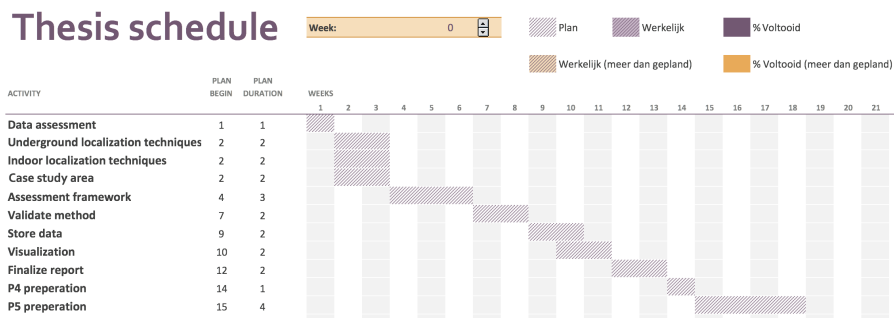 Thesis schedule
Week: 0
Plan
Werkelijk
% Voltooid
Werkelijk (meer dan gepland)
% Voltooid (meer dan gepland)
ACTIVITY PLAN BEGIN PLAN DURATION WEEKS
1 2 3 4 5 6 7 8 9 10 11 12 13 14 15 16 17 18 19 20 21
Data assessment 1 1
Underground localization techniques 2 2
Indoor localization techniques 2 2
Case study area 2 2
Assessment framework 4 3
Validate method 7 2
Store data 9 2
Visualization 10 2
Finalize report 12 2
P4 preperation 14 1
P5 preperation 15 4